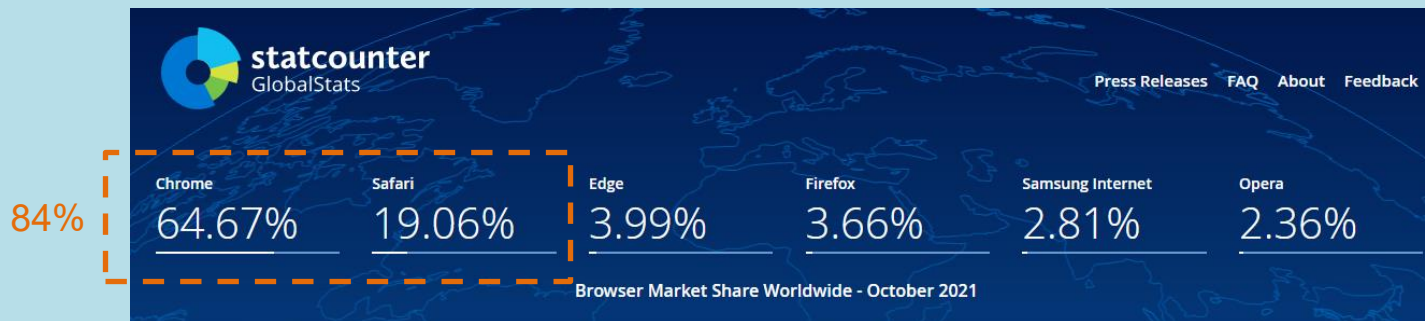 statcounter
GlobalStats
Press Releases FAQ About Feedback
Chrome Safari Edge Firefox Samsung Internet Opera
84% 64.67% 19.06% 3.99% 3.66% 2.81% 2.36%
Browser Market Share Worldwide - October 2021